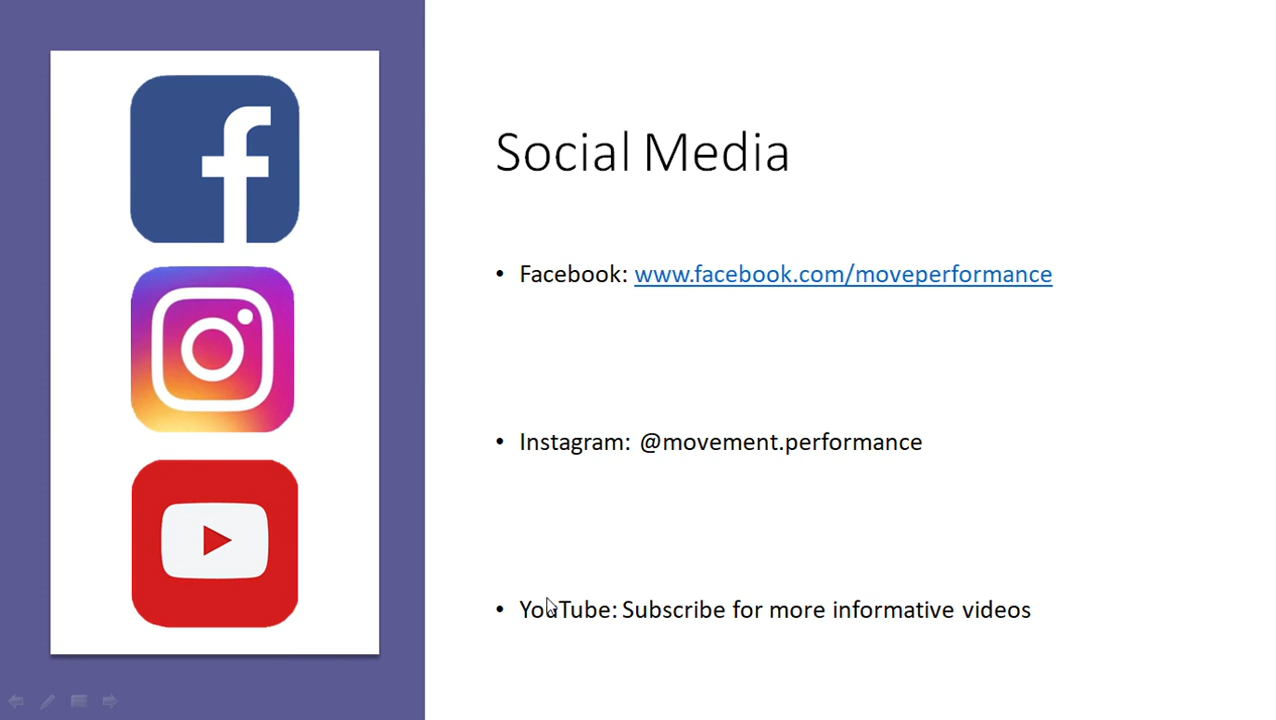 Social Media
• Facebook: www.facebook.com/moveperformance
• Instagram: @movement.performance
• YouTube: Subscribe for more informative videos